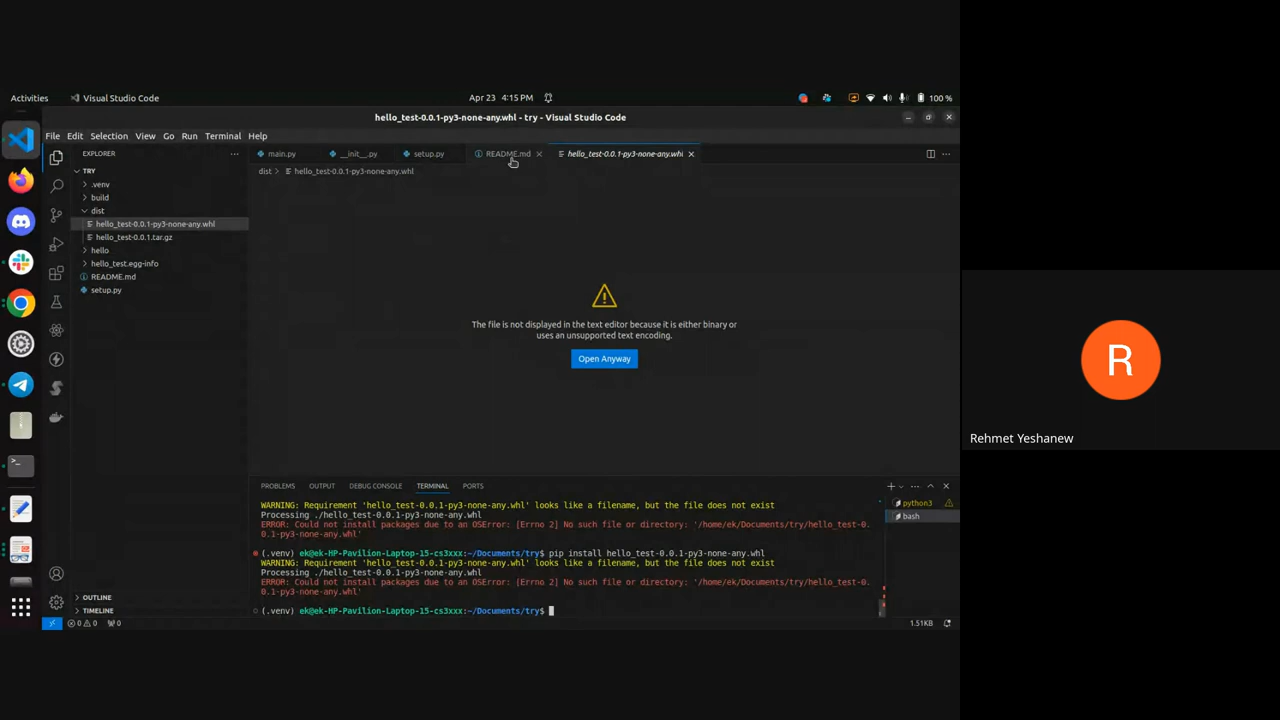 Activities
Visual Studio Code
Apr 23 4:15 PM
100 %
hello_test-0.0.1-py3-none-any.whl - try - Visual Studio Code
File Edit Selection View Go Run Terminal Help
EXPLORER
TRY
.venv
build
dist
hello_test-0.0.1-py3-none-any.whl
hello_test-0.0.1.tar.gz
hello
hello_test.egg-info
README.md
setup.py
OUTLINE
TIMELINE
main.py
__init__.py
setup.py
README.md
hello_test-0.0.1-py3-none-any.whl
dist > hello_test-0.0.1-py3-none-any.whl
The file is not displayed in the text editor because it is either binary or
uses an unsupported text encoding.
Open Anyway
PROBLEMS OUTPUT DEBUG CONSOLE TERMINAL PORTS
WARNING: Requirement 'hello_test-0.0.1-py3-none-any.whl' looks like a filename, but the file does not exist
Processing ./hello_test-0.0.1-py3-none-any.whl
ERROR: Could not install packages due to an OSError: [Errno 2] No such file or directory: '/home/ek/Documents/try/hello_test-0.
0.1-py3-none-any.whl'
(.venv) ek@ek-HP-Pavilion-Laptop-15-cs3xxx:~/Documents/try$ pip install hello_test-0.0.1-py3-none-any.whl
WARNING: Requirement 'hello_test-0.0.1-py3-none-any.whl' looks like a filename, but the file does not exist
Processing ./hello_test-0.0.1-py3-none-any.whl
ERROR: Could not install packages due to an OSError: [Errno 2] No such file or directory: '/home/ek/Documents/try/hello_test-0.
0.1-py3-none-any.whl'
(.venv) ek@ek-HP-Pavilion-Laptop-15-cs3xxx:~/Documents/try$
python3
bash
0 0 0
1.51KB
R
Rehmet Yeshanew